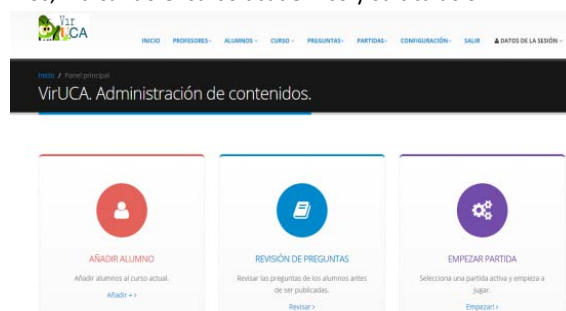 Vir
UCA
INICIO PROFESORES ALUMNOS CURSO PREGUNTAS PARTIDAS CONFIGURACIÓN SALIR DATOS DE LA SESIÓN
Inicio / Panel principal
VirUCA. Administración de contenidos.
AÑADIR ALUMNO
Añadir alumnos al curso actual.
Añadir + >
REVISIÓN DE PREGUNTAS
Revisar las preguntas de los alumnos antes
de ser publicadas.
Revisar >
EMPEZAR PARTIDA
Selecciona una partida activa y empieza a
jugar.
Empezar! >